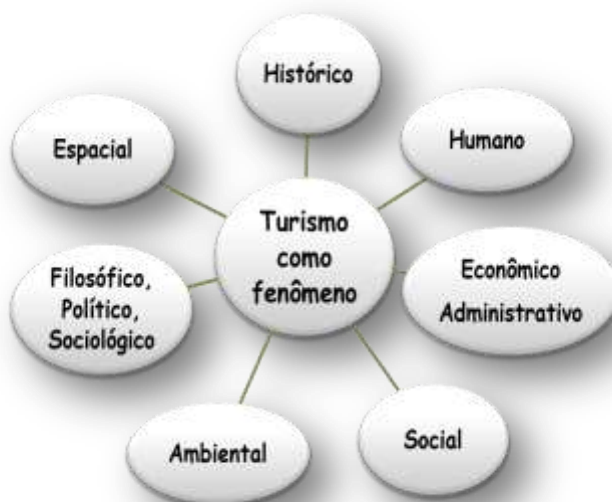 Histórico
Humano
Espacial
Turismo
como
fenômeno
Econômico
Administrativo
Filosófico,
Político,
Sociológico
Social
Ambiental